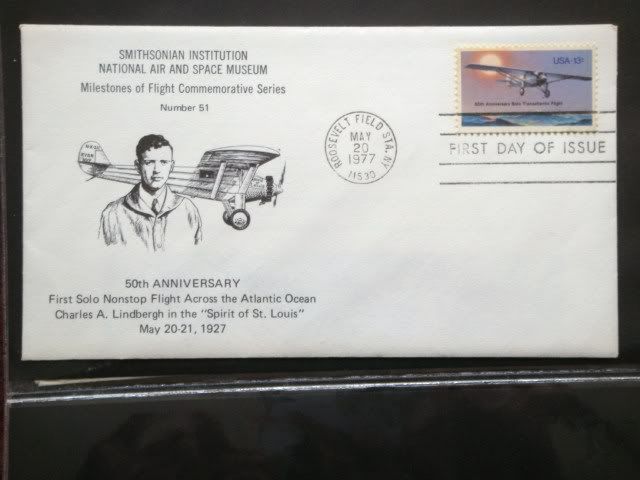 SMITHSONIAN INSTITUTION
NATIONAL AIR AND SPACE MUSEUM
Milestones of Flight Commemorative Series
Number 51
USA·13c
50th Anniversary Solo Transatlantic Flight
ROOSEVELT FIELD STA. NY
MAY
20
1977
11530
FIRST DAY OF ISSUE
50th ANNIVERSARY
First Solo Nonstop Flight Across the Atlantic Ocean
Charles A. Lindbergh in the "Spirit of St. Louis"
May 20-21, 1927